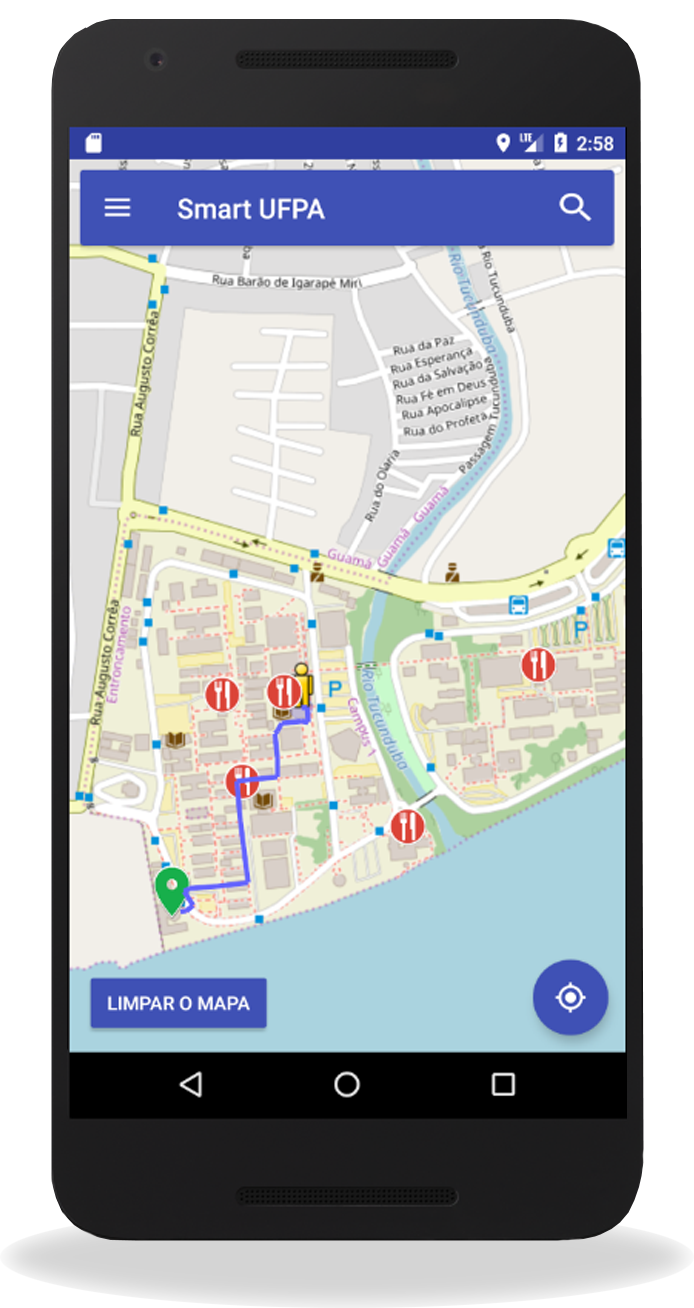 LTE 2:58
Smart UFPA
Rua Barão de Igarapé Miri
Rio Tucunduba
Rio Tucunduba
Rua Augusto Corrêa
Rua da Paz
Rua Esperança
Rua da Salvação
Rua Fé em Deus
Rua Apocalipse
Rua do Profeta
Passagem Tucunduba
Rua do Olaria
Guamá
Guamá
Guamá
Rua Augusto Corrêa
Entroncamento
P
P
Campus 1
Rio Tucunduba
LIMPAR O MAPA